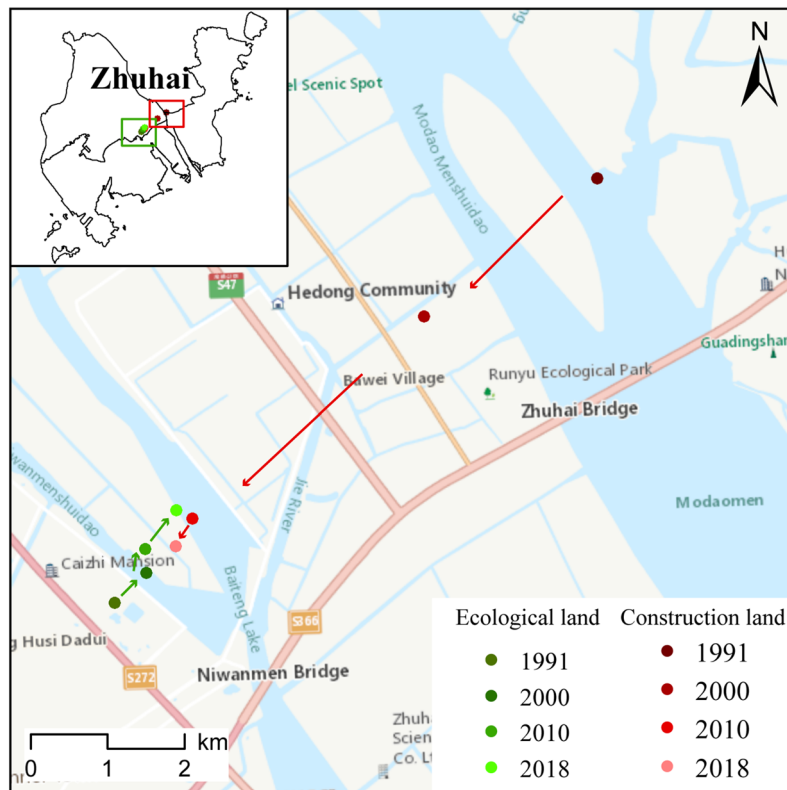 Zhuhai
N
el Scenic Spot
Modao Menshuidao
S47
Hedong Community
H
N
Guadingshan
Bawei Village
Runyu Ecological Park
Zhuhai Bridge
Modaomen
Jie River
wanmenshuidao
Caizhi Mansion
Baiteng Lake
g Husi Dadui
S366
S272
Niwanmen Bridge
Zhuha
Scien
Co. Lt
km
0 1 2
Ecological land
1991
2000
2010
2018
Construction land
1991
2000
2010
2018